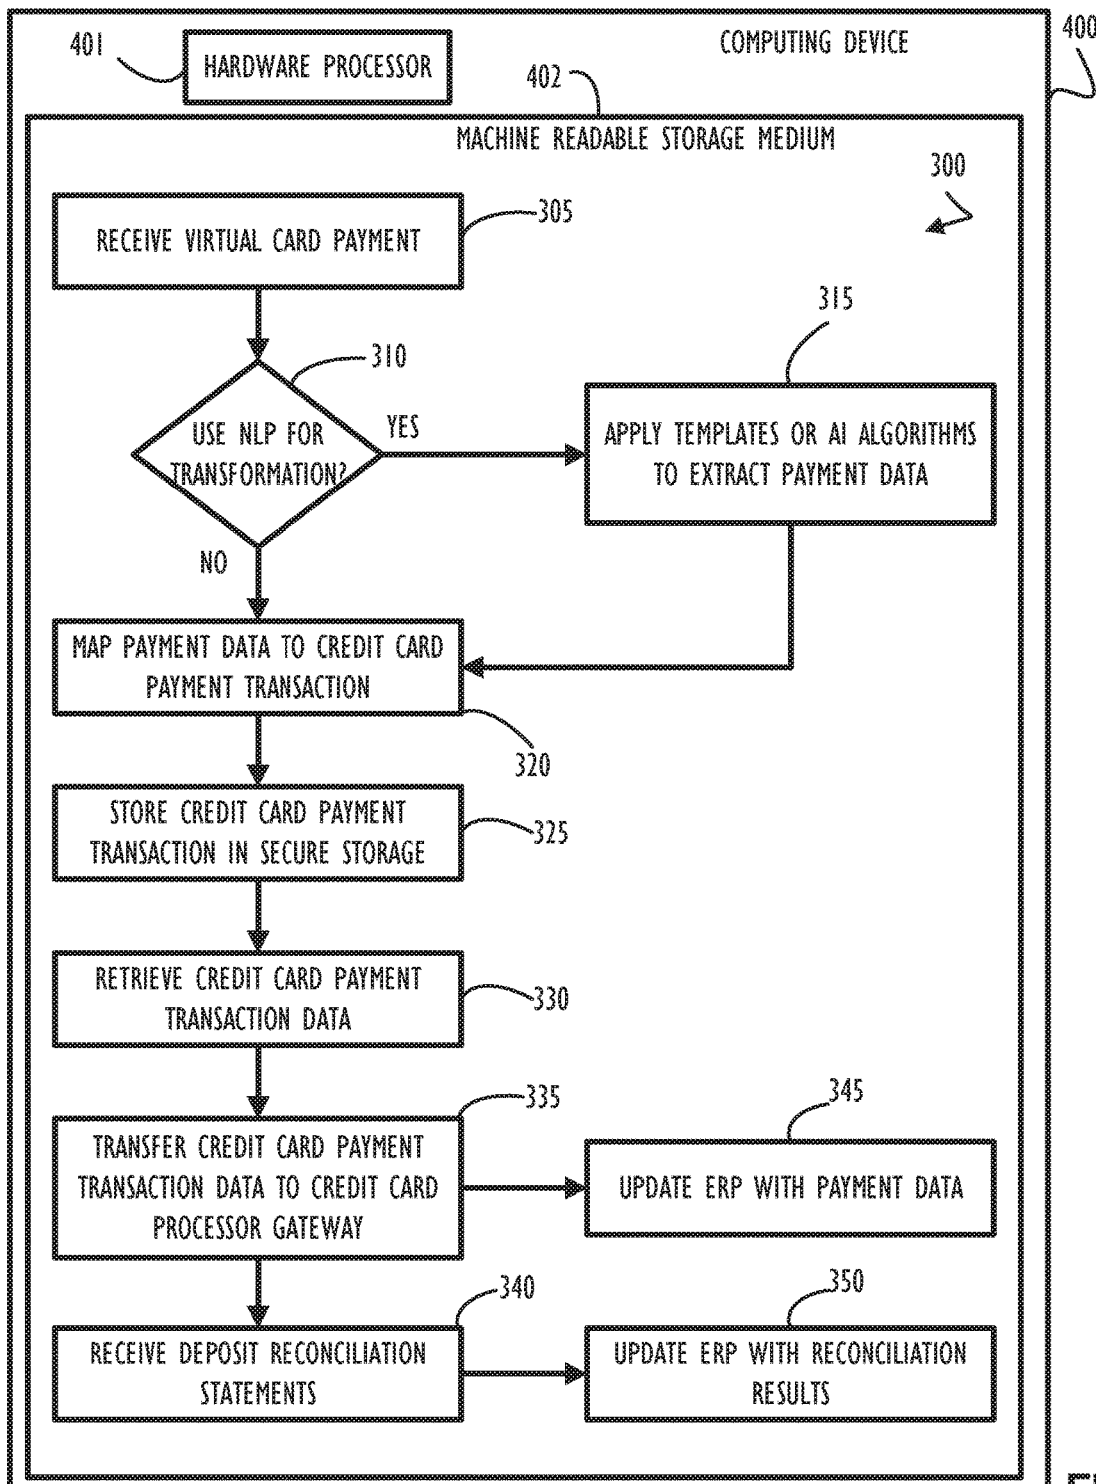 401
HARDWARE PROCESSOR
COMPUTING DEVICE
400
402
MACHINE READABLE STORAGE MEDIUM
300
RECEIVE VIRTUAL CARD PAYMENT
305
315
310
USE NLP FOR
TRANSFORMATION?
YES
APPLY TEMPLATES OR AI ALGORITHMS
TO EXTRACT PAYMENT DATA
NO
MAP PAYMENT DATA TO CREDIT CARD
PAYMENT TRANSACTION
320
STORE CREDIT CARD PAYMENT
TRANSACTION IN SECURE STORAGE
325
RETRIEVE CREDIT CARD PAYMENT
TRANSACTION DATA
330
335
345
TRANSFER CREDIT CARD PAYMENT
TRANSACTION DATA TO CREDIT CARD
PROCESSOR GATEWAY
UPDATE ERP WITH PAYMENT DATA
340
350
RECEIVE DEPOSIT RECONCILIATION
STATEMENTS
UPDATE ERP WITH RECONCILIATION
RESULTS